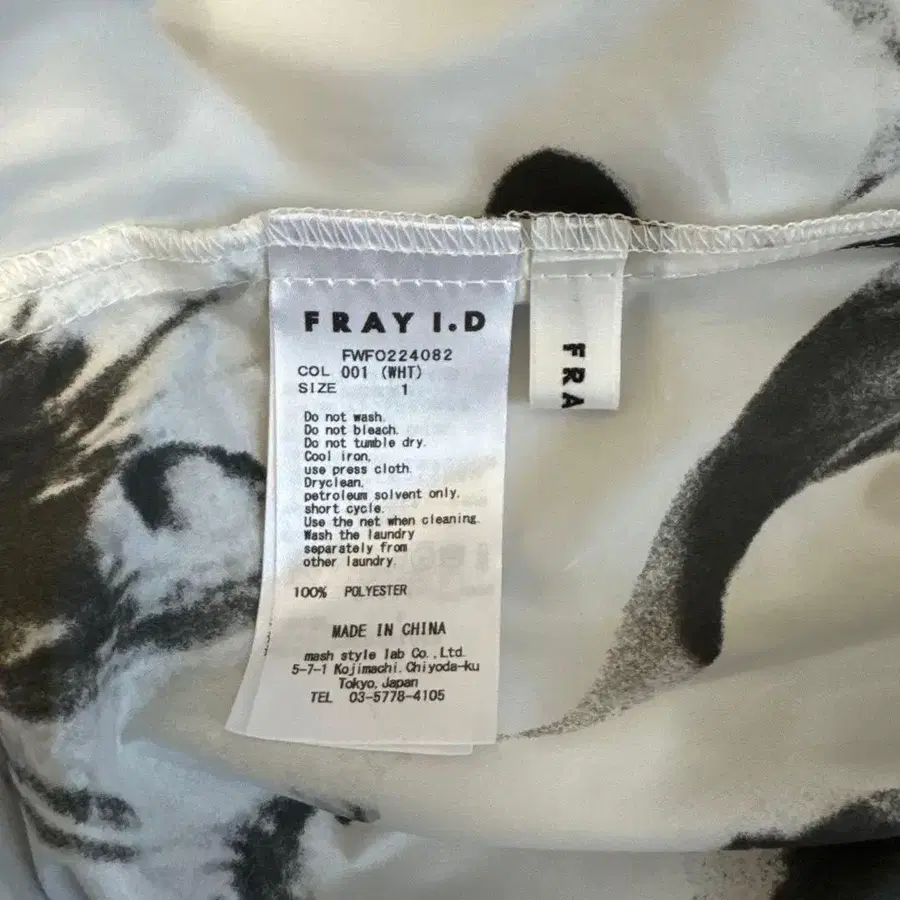 FRAY I.D
FWFO224082
COL 001 (WHT)
SIZE 1
Do not wash.
Do not bleach.
Do not tumble dry.
Cool iron,
use press cloth.
Dryclean,
petroleum solvent only.
short cycle.
Use the net when cleaning.
Wash the laundry
separately from
other laundry.
100% POLYESTER
MADE IN CHINA
mash style lab Co.,Ltd.
5-7-1 Kojimachi.Chiyoda-ku
Tokyo,Japan
TEL 03-5778-4105
FRA